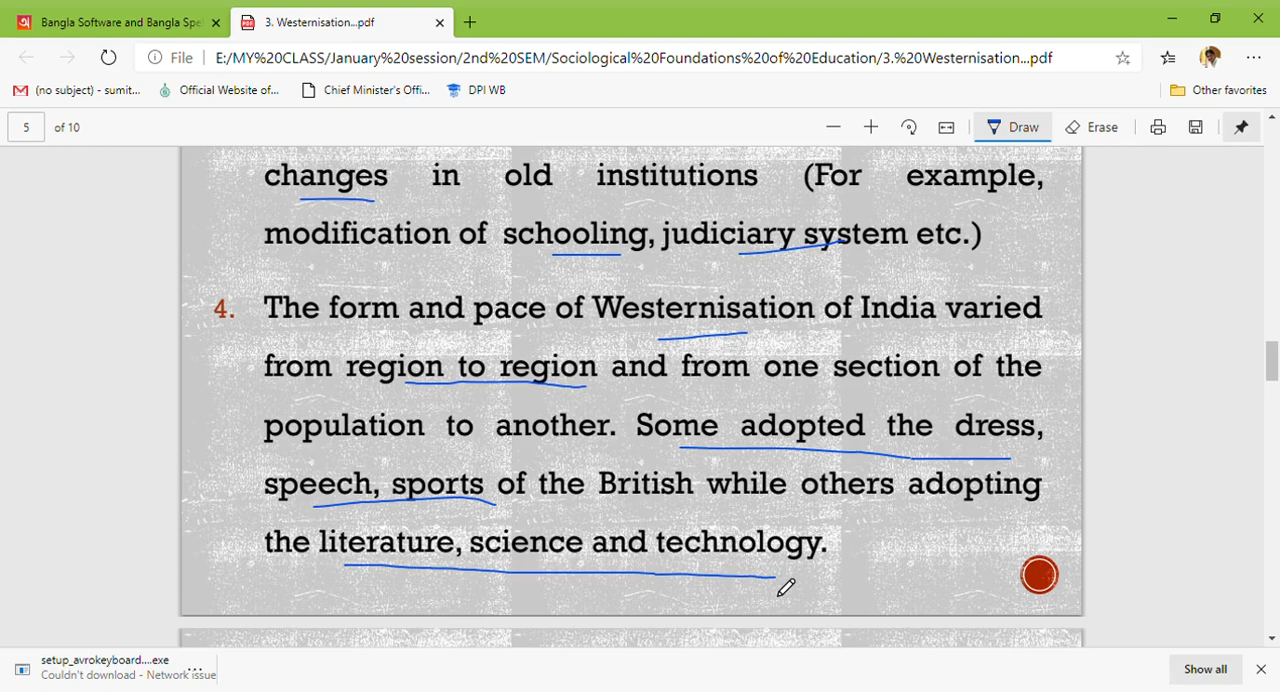 Bangla Software and Bangla Spe
3. Westernisation...pdf
File
E:/MY%20CLASS/January%20session/2nd%20SEM/Sociological%20Foundations%20of%20Education/3.%20Westernisation...pdf
(no subject) - sumit...
Official Website of...
Chief Minister's Offi...
DPI WB
Other favorites
5 of 10
Draw
Erase
changes in old institutions (For example,
modification of schooling, judiciary system etc.)
4. The form and pace of Westernisation of India varied
from region to region and from one section of the
population to another. Some adopted the dress,
speech, sports of the British while others adopting
the literature, science and technology.
setup_avrokeyboard....exe
Couldn't download - Network issue
Show all